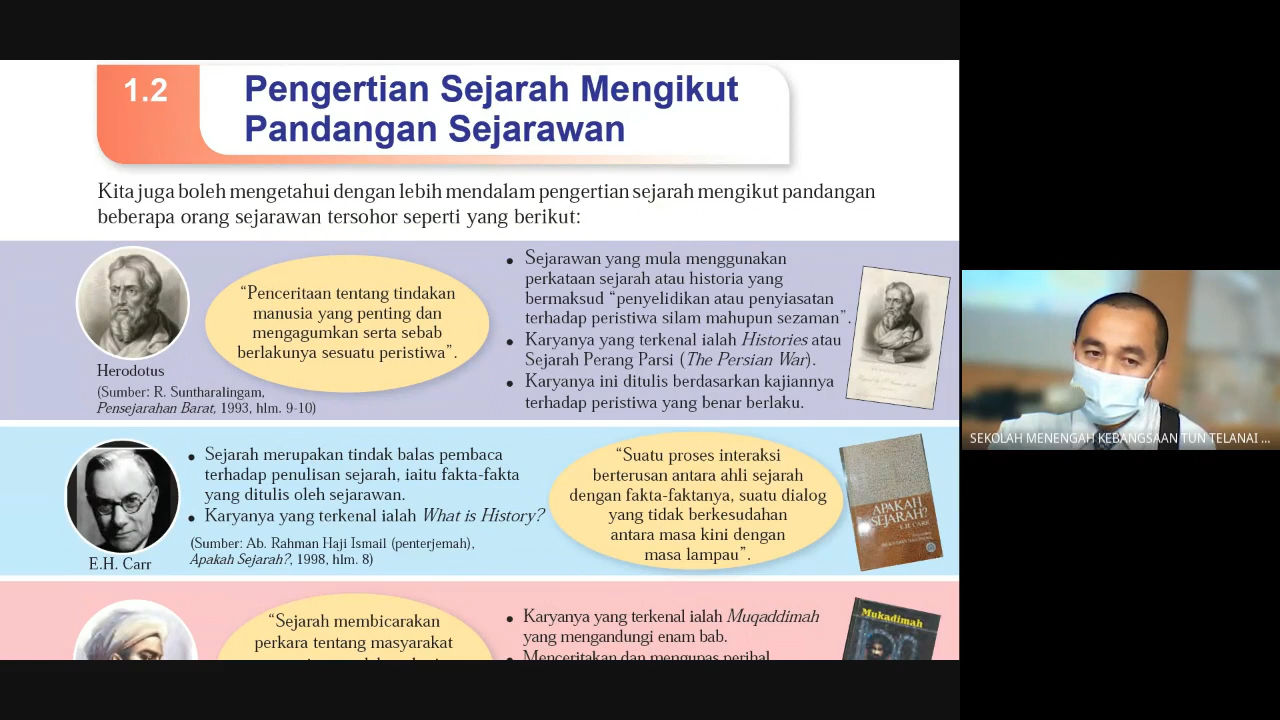 1.2
Pengertian Sejarah Mengikut
Pandangan Sejarawan
Kita juga boleh mengetahui dengan lebih mendalam pengertian sejarah mengikut pandangan
beberapa orang sejarawan tersohor seperti yang berikut:
Herodotus
(Sumber: R. Suntharalingam,
Pensejarahan Barat, 1993, hlm. 9-10)
“Penceritaan tentang tindakan
manusia yang penting dan
mengagumkan serta sebab
berlakunya sesuatu peristiwa”.
• Sejarawan yang mula menggunakan
perkataan sejarah atau historia yang
bermaksud “penyelidikan atau penyiasatan
terhadap peristiwa silam mahupun sezaman”.
• Karyanya yang terkenal ialah Histories atau
Sejarah Perang Parsi (The Persian War).
• Karyanya ini ditulis berdasarkan kajiannya
terhadap peristiwa yang benar berlaku.
E.H. Carr
• Sejarah merupakan tindak balas pembaca
terhadap penulisan sejarah, iaitu fakta-fakta
yang ditulis oleh sejarawan.
• Karyanya yang terkenal ialah What is History?
(Sumber: Ab. Rahman Haji Ismail (penterjemah),
Apakah Sejarah?, 1998, hlm. 8)
“Suatu proses interaksi
berterusan antara ahli sejarah
dengan fakta-faktanya, suatu dialog
yang tidak berkesudahan
antara masa kini dengan
masa lampau”.
APAKAH
SEJARAH?
E.H. CARR
“Sejarah membicarakan
perkara tentang masyarakat
• Karyanya yang terkenal ialah Muqaddimah
yang mengandungi enam bab.
• Menceritakan dan mengupas perihal
Mukadimah
SEKOLAH MENENGAH KEBANGSAAN TUN TELANAI ...